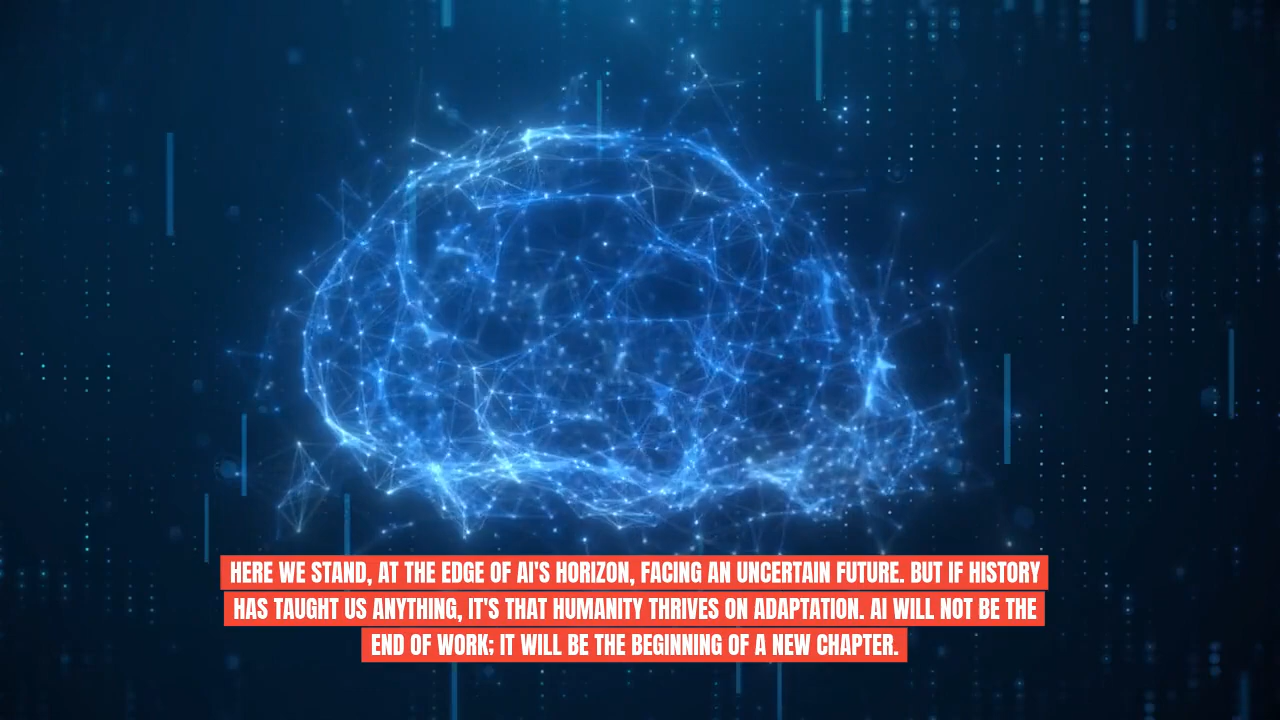 HERE WE STAND, AT THE EDGE OF AI'S HORIZON, FACING AN UNCERTAIN FUTURE. BUT IF HISTORY
HAS TAUGHT US ANYTHING, IT'S THAT HUMANITY THRIVES ON ADAPTATION. AI WILL NOT BE THE
END OF WORK; IT WILL BE THE BEGINNING OF A NEW CHAPTER.